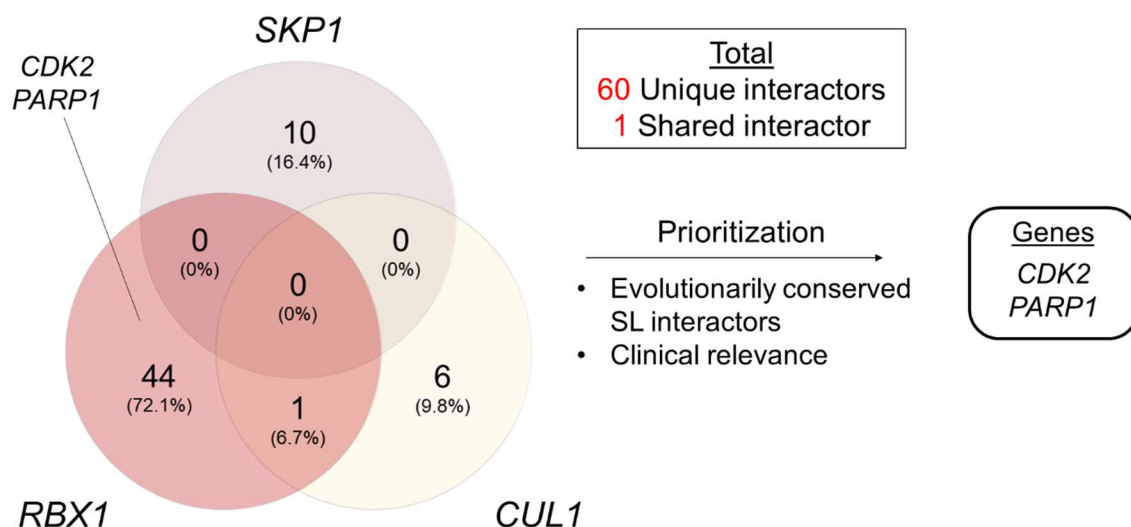 SKP1
CDK2
PARP1
10
(16.4%)
0
(0%)
0
(0%)
0
(0%)
44
(72.1%)
1
(6.7%)
6
(9.8%)
RBX1
CUL1
Total
60 Unique interactors
1 Shared interactor
Prioritization
• Evolutionarily conserved
SL interactors
• Clinical relevance
Genes
CDK2
PARP1